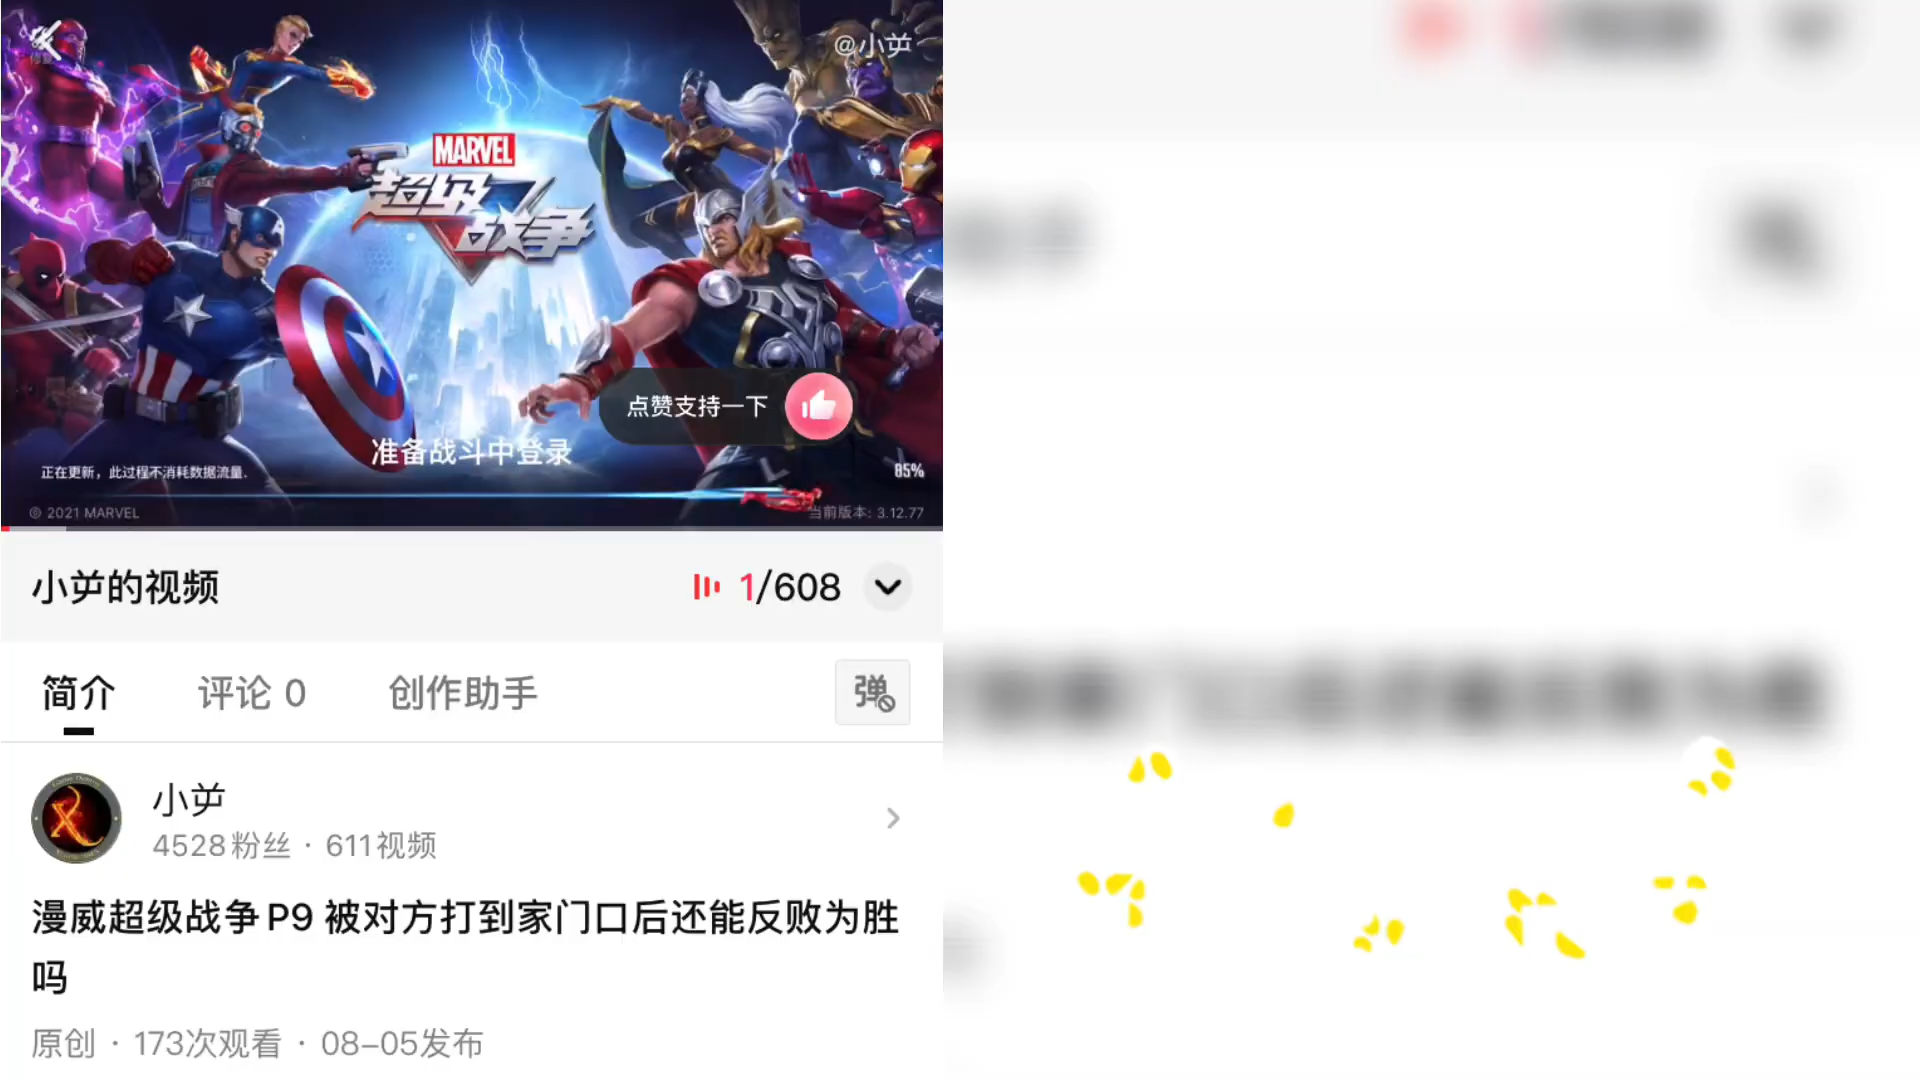 @小屰
MARVEL
超级战争
点赞支持一下
准备战斗中登录
正在更新，此过程不消耗数据流量.
85%
© 2021 MARVEL
当前版本: 3.12.77
小屰的视频
1/608
简介
评论 0
创作助手
弹
小屰
4528粉丝 · 611视频
漫威超级战争P9 被对方打到家门口后还能反败为胜
吗
原创 · 173次观看 · 08-05发布